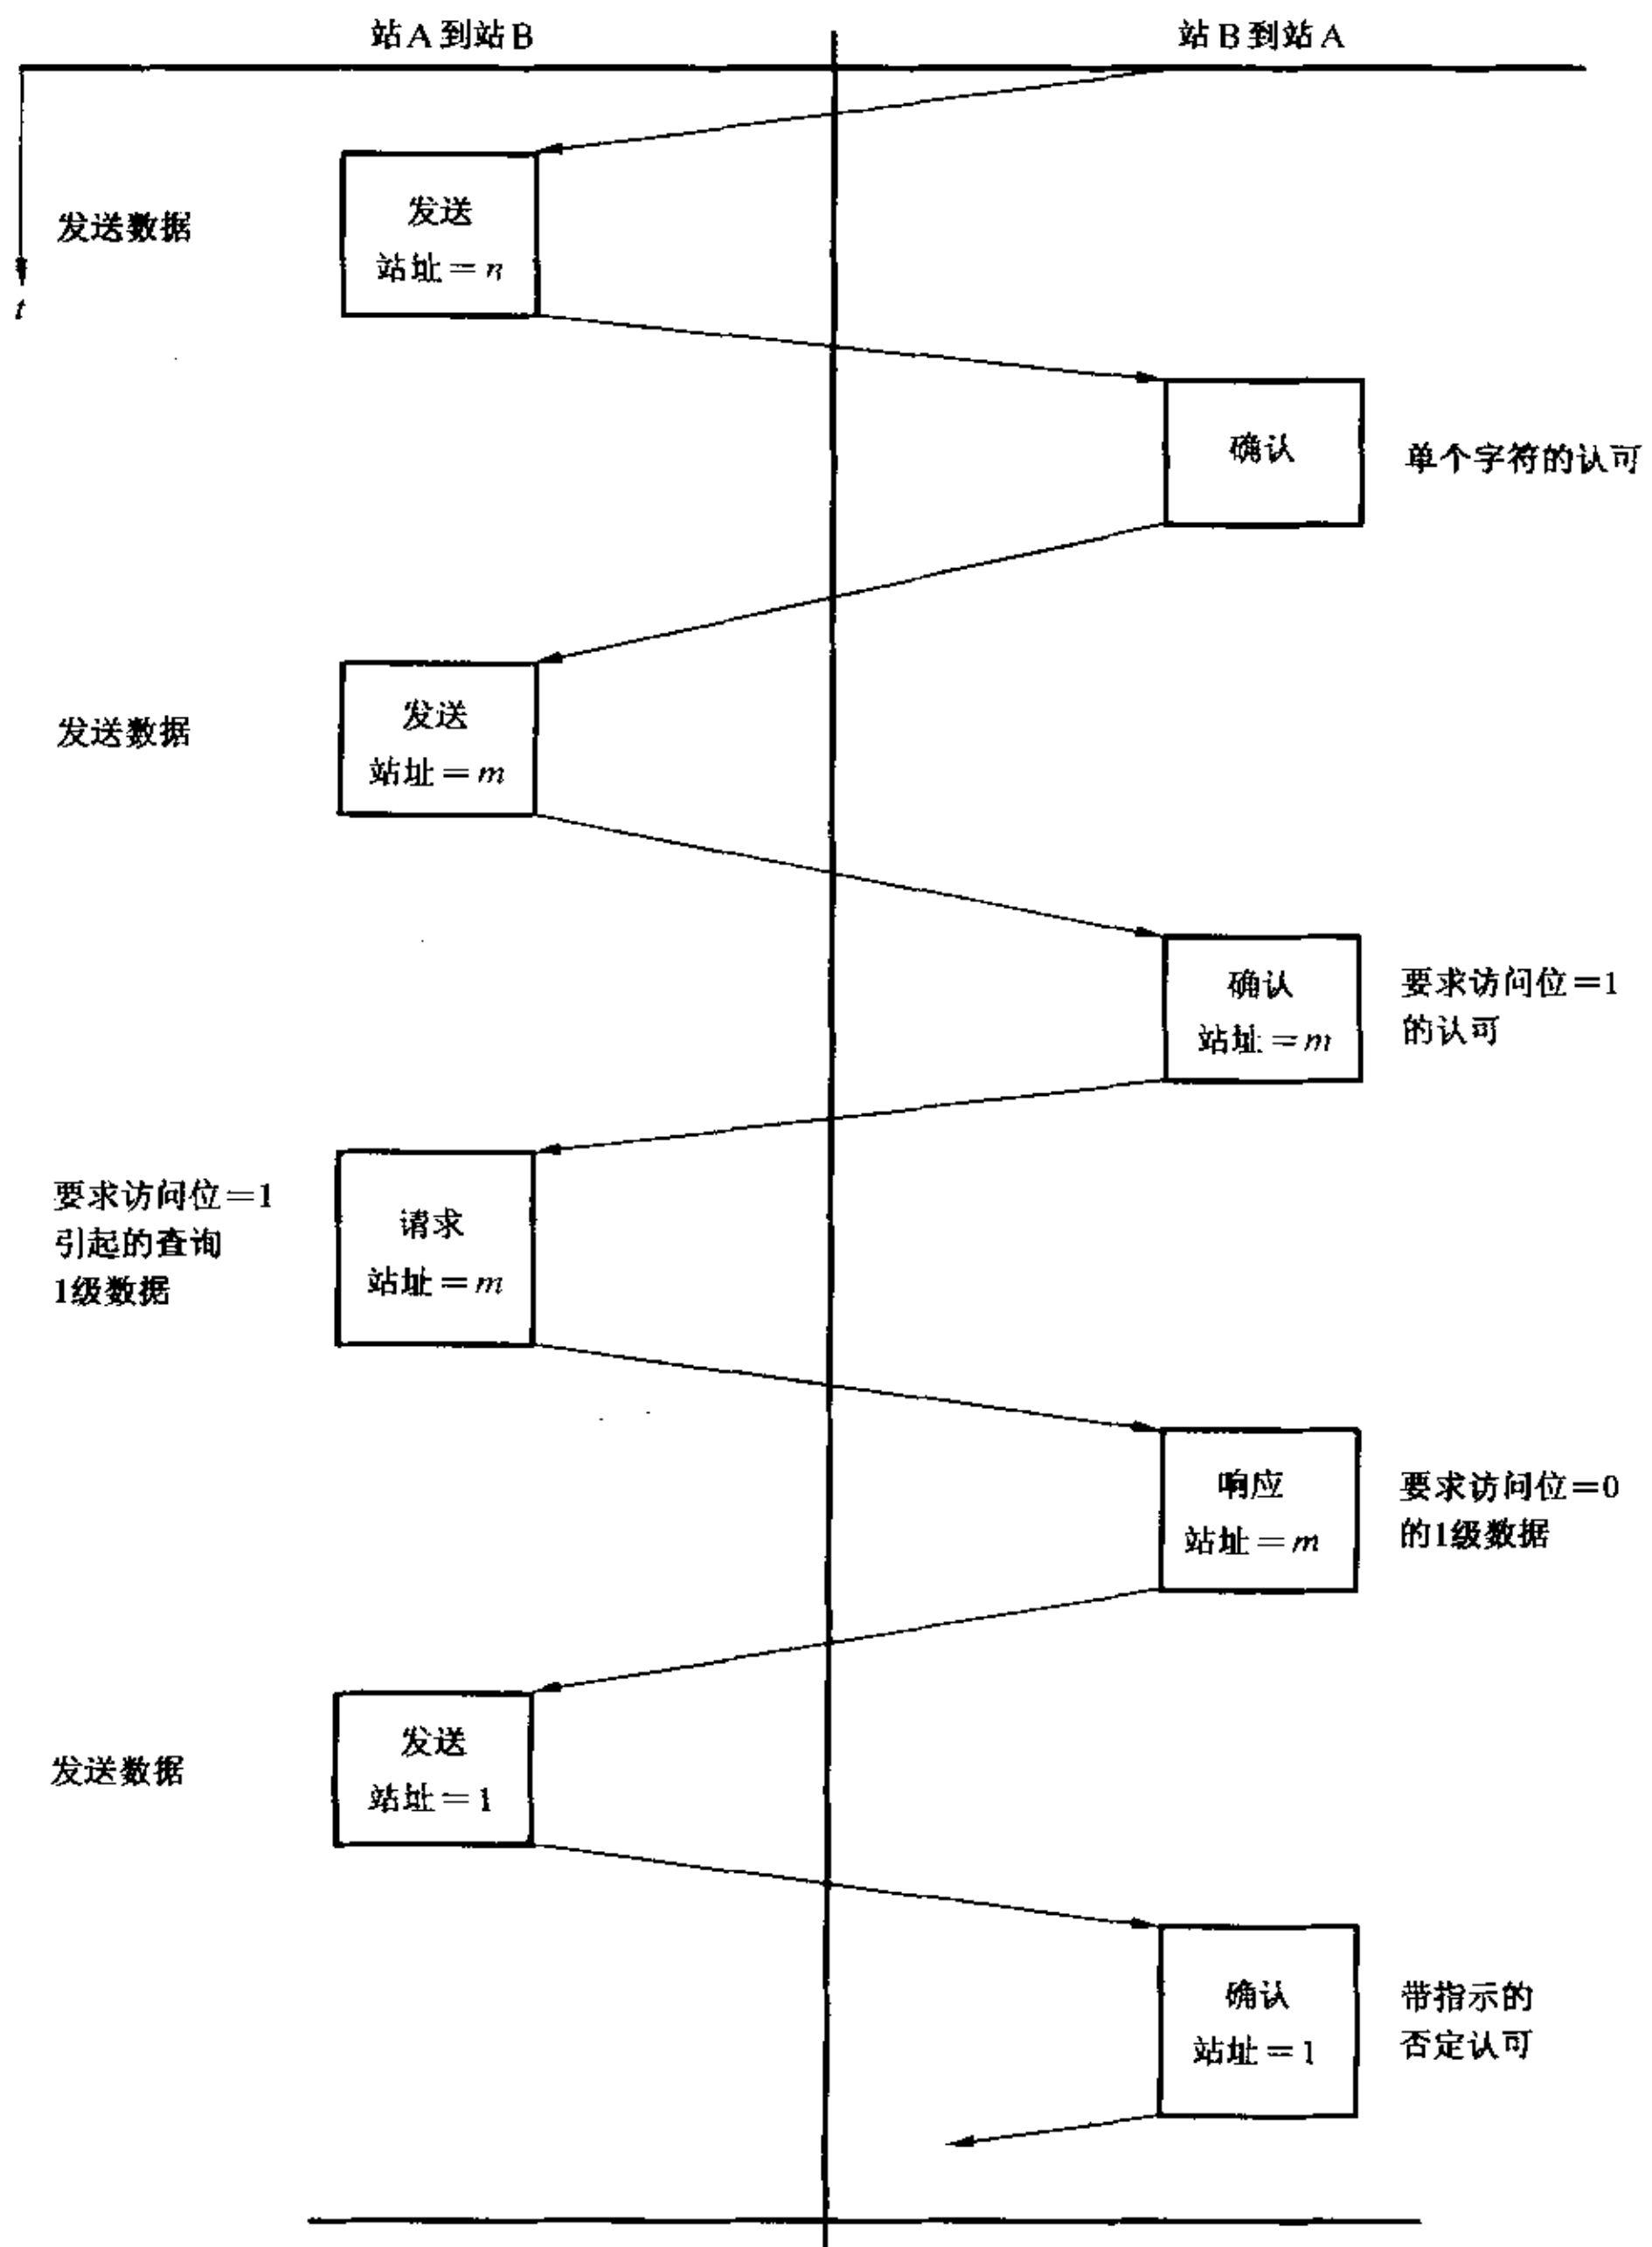 站A到站B
站B到站A
发送数据
发送
站址=n
t
确认
单个字符的认可
发送数据
发送
站址=m
确认
站址=m
要求访问位=1
的认可
要求访问位=1
引起的查询
1级数据
请求
站址=m
响应
站址=m
要求访问位=0
的1级数据
发送数据
发送
站址=1
确认
站址=1
带指示的
否定认可